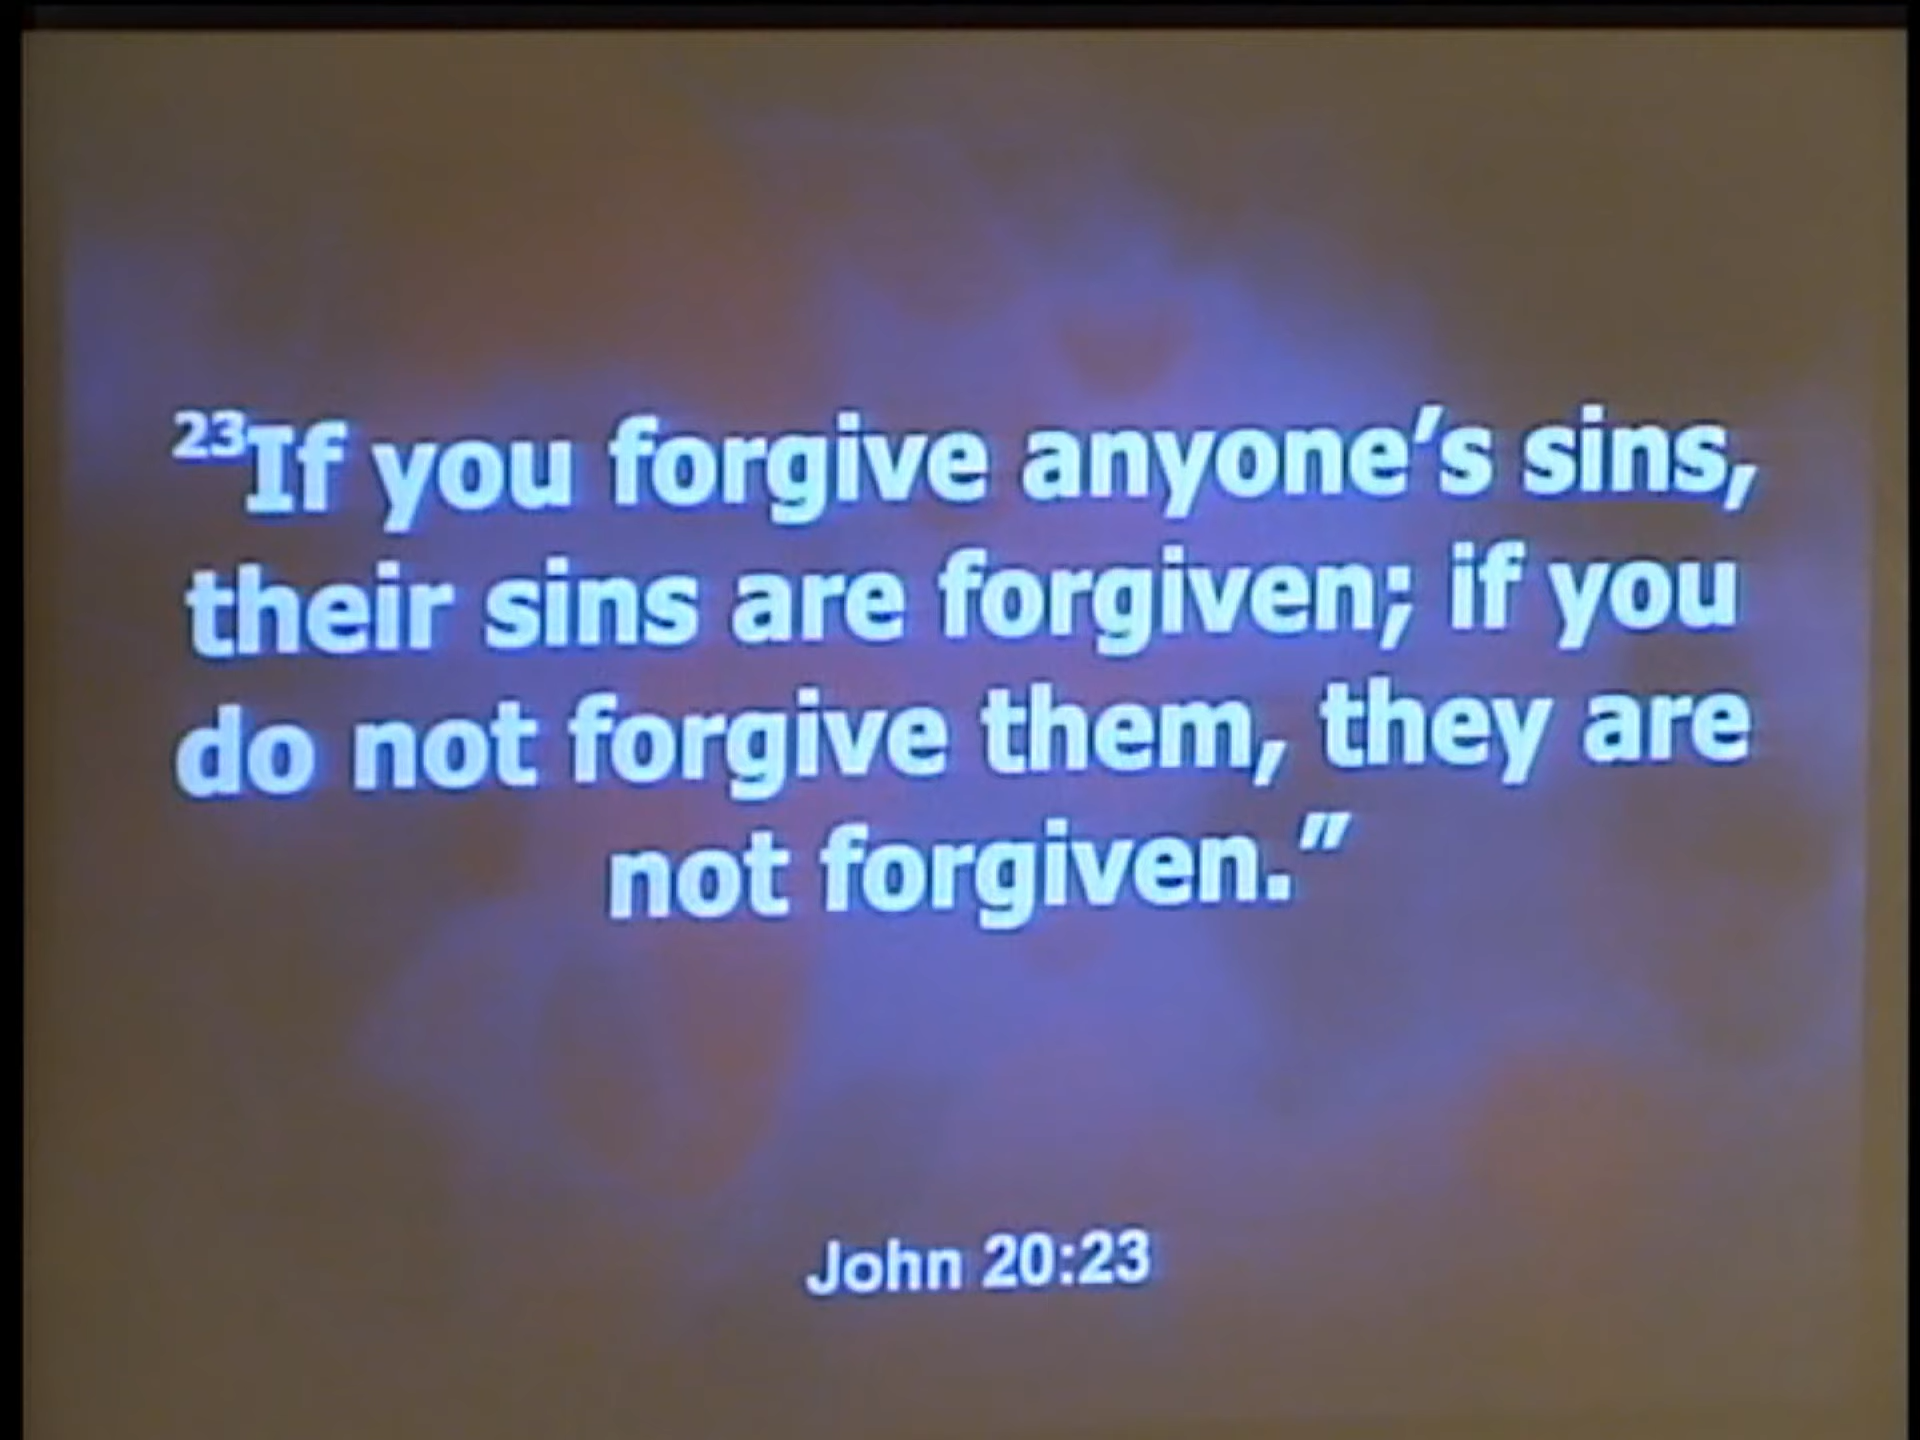 23If you forgive anyone’s sins,
their sins are forgiven; if you
do not forgive them, they are
not forgiven.”
John 20:23